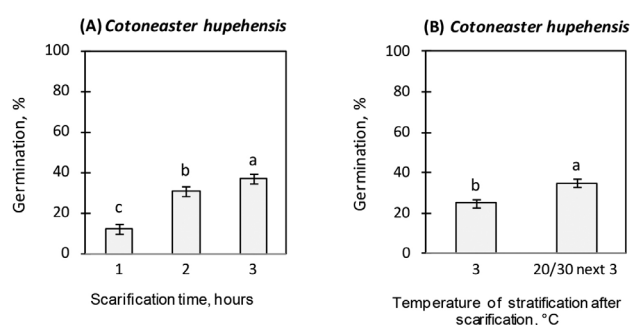 (A) Cotoneaster hupehensis
100
80
60
40
20
0
Germination, %
c
b
a
1 2 3
Scarification time, hours
(B) Cotoneaster hupehensis
100
80
60
40
20
0
Germination, %
b
a
3 20/30 next 3
Temperature of stratification after
scarification, °C